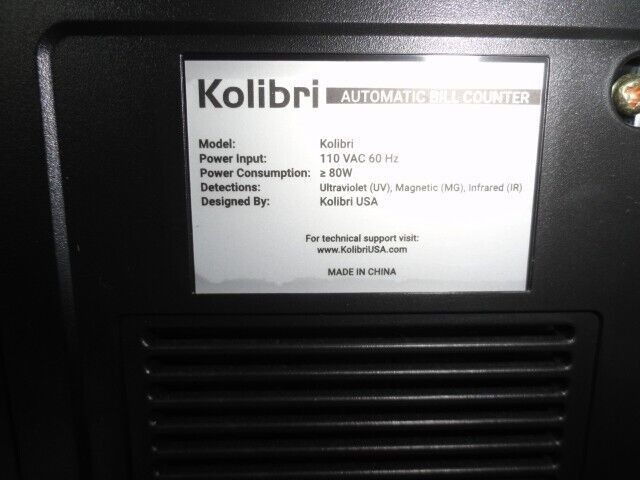 Kolibri AUTOMATIC BILL COUNTER
Model: Kolibri
Power Input: 110 VAC 60 Hz
Power Consumption: ≥ 80W
Detections: Ultraviolet (UV), Magnetic (MG), Infrared (IR)
Designed By: Kolibri USA
For technical support visit:
www.KolibriUSA.com
MADE IN CHINA